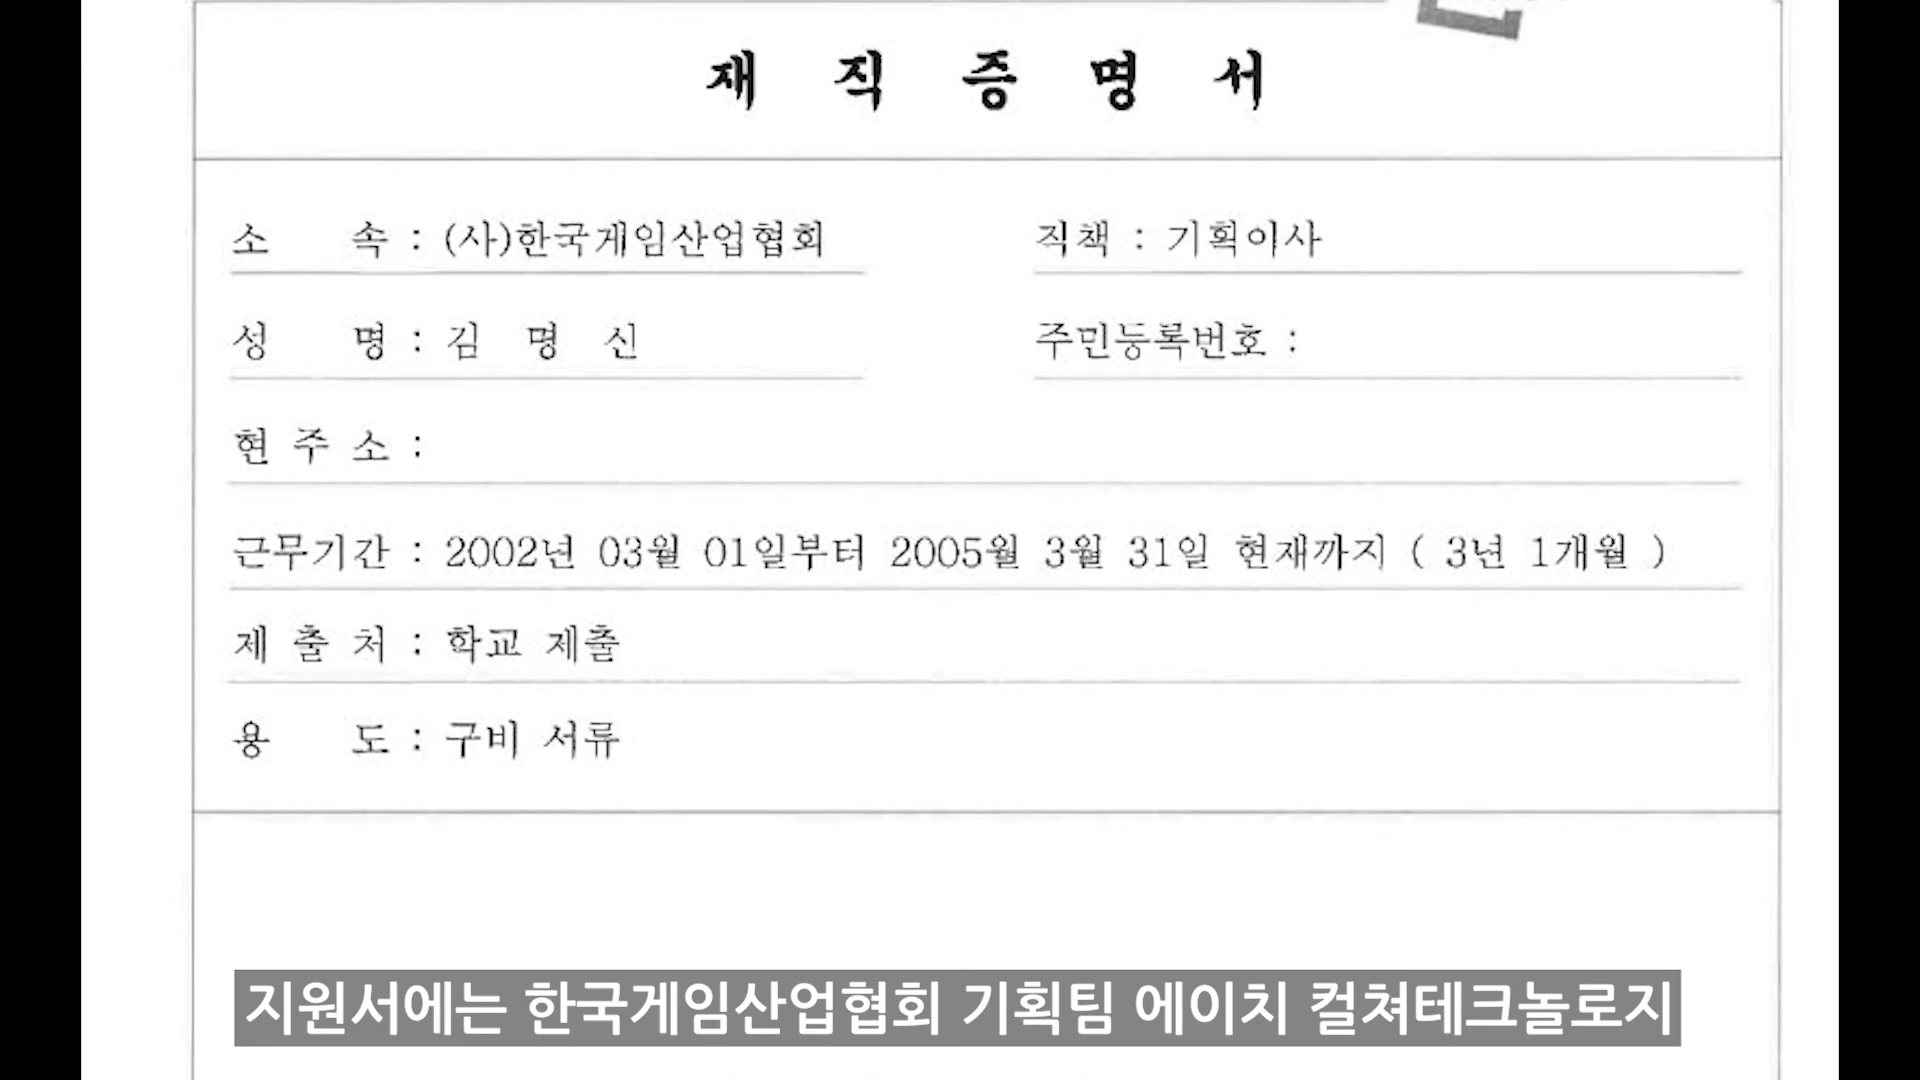 재 직 증 명 서
소 속 : (사)한국게임산업협회 직책 : 기획이사
성 명 : 김 명 신 주민등록번호 :
현 주 소 :
근무기간 : 2002년 03월 01일부터 2005월 3월 31일 현재까지 ( 3년 1개월 )
제 출 처 : 학교 제출
용 도 : 구비 서류
지원서에는 한국게임산업협회 기획팀 에이치 컬쳐테크놀로지